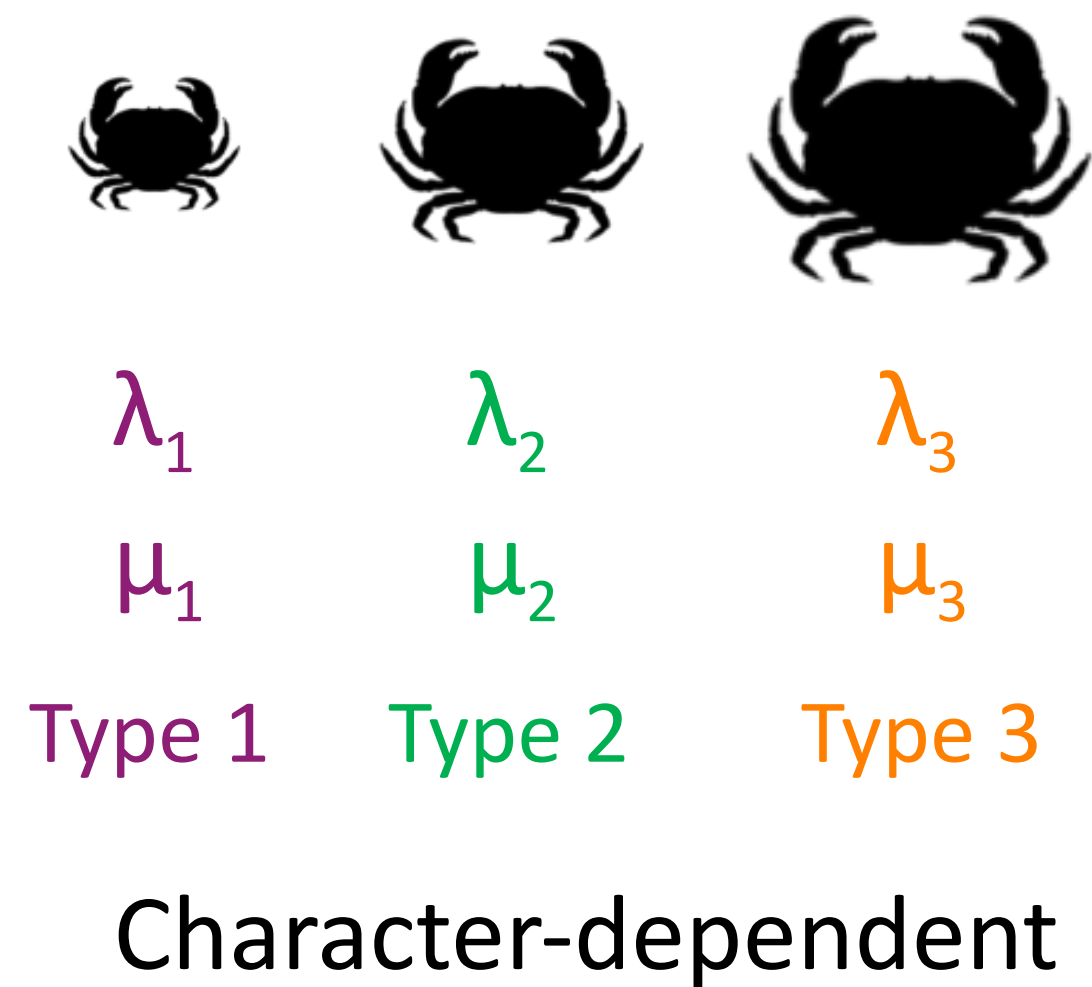 λ₁ λ₂ λ₃
μ₁ μ₂ μ₃
Type 1 Type 2 Type 3
Character-dependent